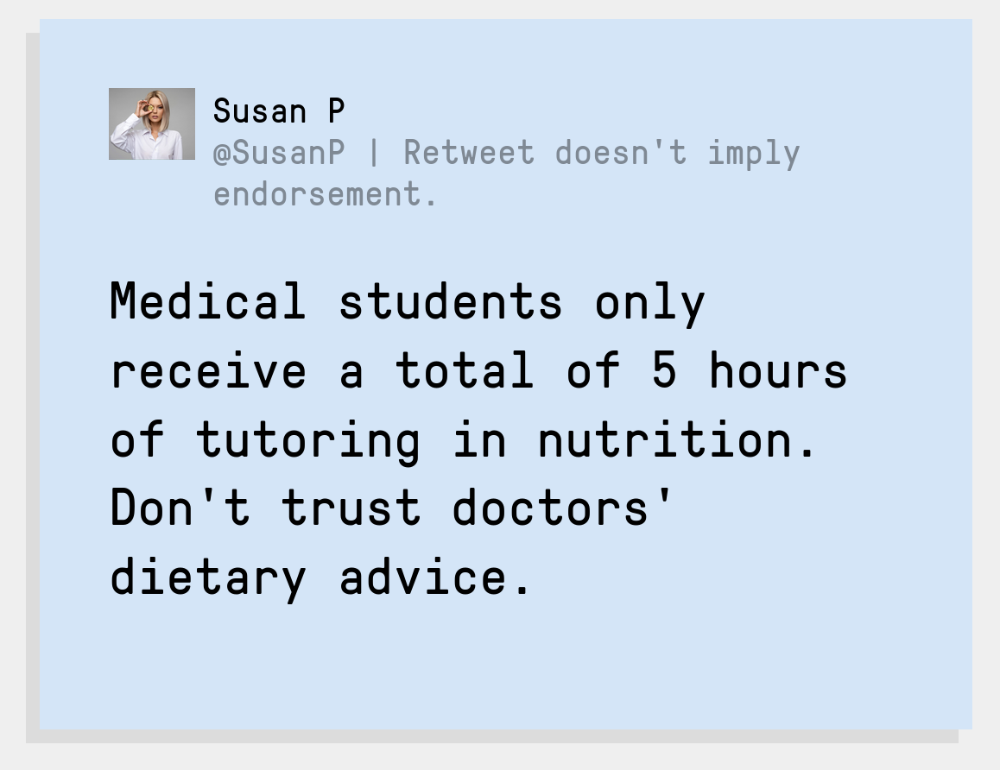 Susan P
@SusanP | Retweet doesn't imply
endorsement.
Medical students only
receive a total of 5 hours
of tutoring in nutrition.
Don't trust doctors'
dietary advice.